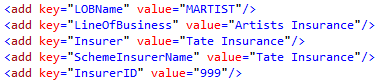 <add key="LOBName" value="MARTIST"/>
<add key="LineOfBusiness" value="Artists Insurance"/>
<add key="Insurer" value="Tate Insurance"/>
<add key="SchemeInsurerName" value="Tate Insurance"/>
<add key="InsurerID" value="999"/>